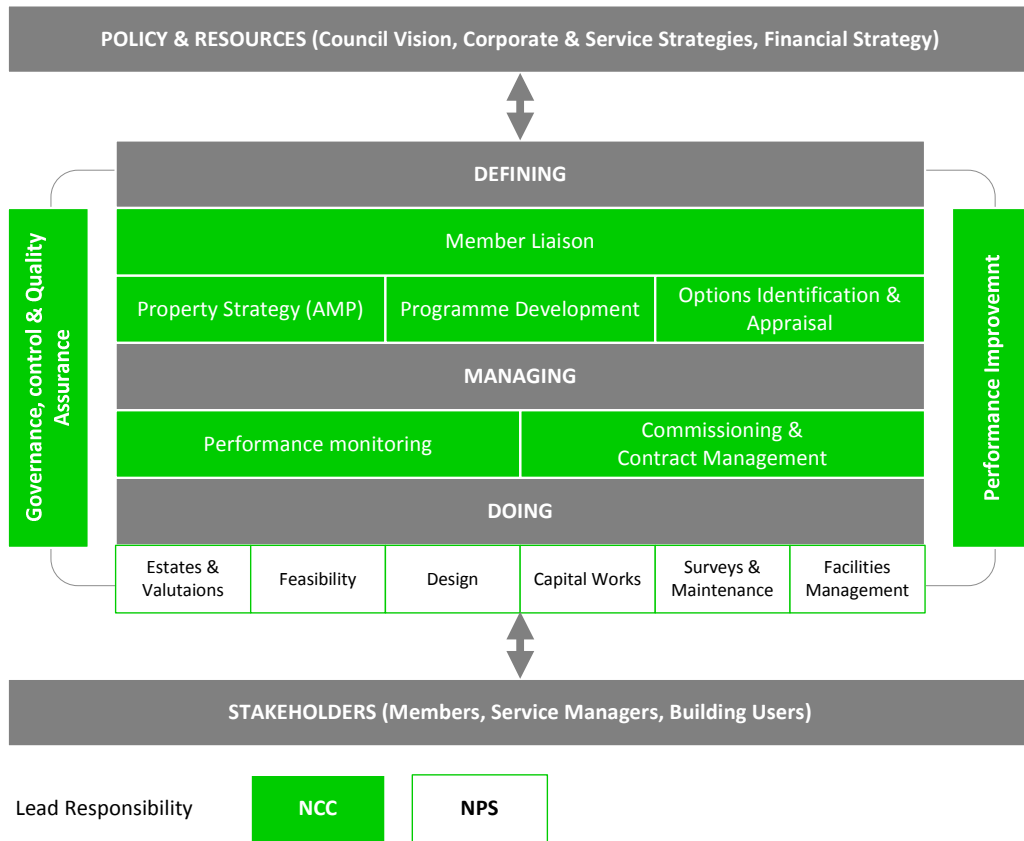 POLICY & RESOURCES (Council Vision, Corporate & Service Strategies, Financial Strategy)
DEFINING
Member Liaison
Property Strategy (AMP)
Programme Development
Options Identification &
Appraisal
MANAGING
Performance monitoring
Commissioning &
Contract Management
DOING
Estates &
Valutaions
Feasibility
Design
Capital Works
Surveys &
Maintenance
Facilities
Management
Governance, control & Quality
Assurance
Performance Improvemnt
STAKEHOLDERS (Members, Service Managers, Building Users)
Lead Responsibility
NCC
NPS